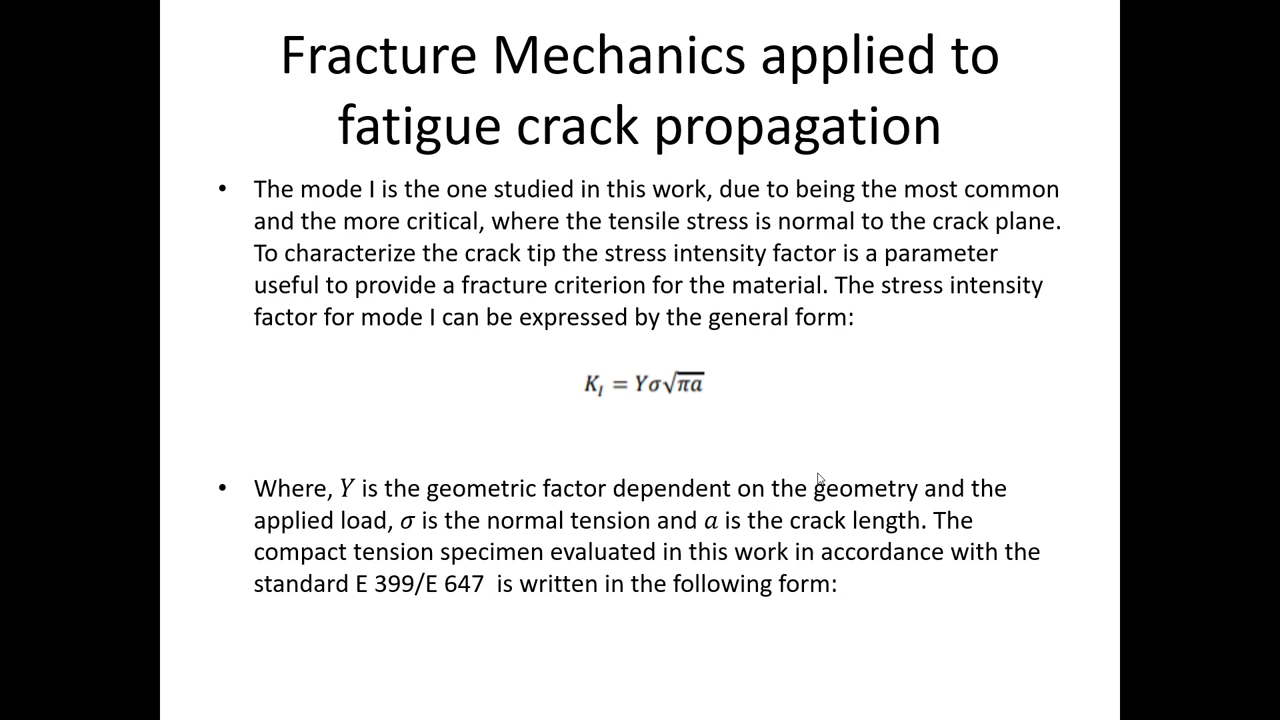 Fracture Mechanics applied to
fatigue crack propagation
• The mode I is the one studied in this work, due to being the most common
and the more critical, where the tensile stress is normal to the crack plane.
To characterize the crack tip the stress intensity factor is a parameter
useful to provide a fracture criterion for the material. The stress intensity
factor for mode I can be expressed by the general form:
K_I = Yσ√πa
• Where, Y is the geometric factor dependent on the geometry and the
applied load, σ is the normal tension and a is the crack length. The
compact tension specimen evaluated in this work in accordance with the
standard E 399/E 647 is written in the following form: